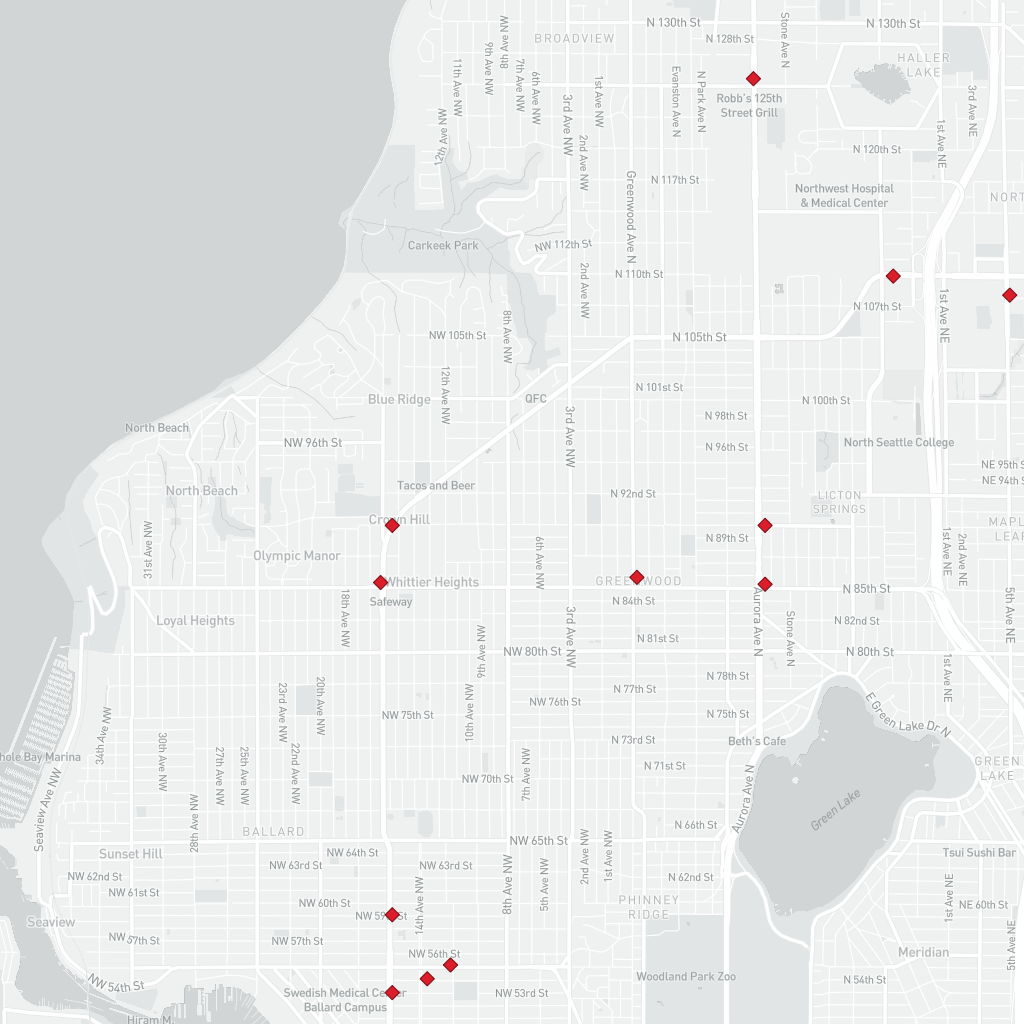 N 130th St
N 130th St
8th Ave NW
Stone Ave N
BROADVIEW
N 128th St
9th Ave NW
7th Ave NW
6th Ave NW
11th Ave NW
HALLER
LAKE
1st Ave NW
Evanston Ave N
N Park Ave N
3rd Ave NE
Robb's 125th
Street Grill
3rd Ave NW
12th Ave NW
2nd Ave NW
1st Ave NE
N 120th St
Greenwood Ave N
N 117th St
Northwest Hospital
& Medical Center
NORT
Carkeek Park
NW 112th St
2nd Ave NW
N 110th St
N 107th St
1st Ave NE
8th Ave NW
NW 105th St
N 105th St
12th Ave NW
N 101st St
Blue Ridge
QFC
N 100th St
3rd Ave NW
N 98th St
North Beach
NW 96th St
N 96th St
North Seattle College
NE 95th S
NE 94th S
North Beach
Tacos and Beer
N 92nd St
LICTON
SPRINGS
Crown Hill
MAPL
LEAF
31st Ave NW
N 89th St
6th Ave NW
1st Ave NE
2nd Ave NE
Olympic Manor
Whittier Heights
GREENWOOD
N 85th St
18th Ave NW
Safeway
N 84th St
Aurora Ave N
Stone Ave N
5th Ave NE
Loyal Heights
3rd Ave NW
N 82nd St
9th Ave NW
N 81st St
NW 80th St
N 80th St
1st Ave NE
N 78th St
23rd Ave NW
20th Ave NW
10th Ave NW
N 77th St
34th Ave NW
NW 76th St
E Green Lake Dr N
NW 75th St
N 75th St
30th Ave NW
N 73rd St
Beth's Cafe
27th Ave NW
25th Ave NW
22nd Ave NW
hole Bay Marina
7th Ave NW
N 71st St
GREEN
LAKE
NW 70th St
Seaview Ave NW
28th Ave NW
Aurora Ave N
Green Lake
N 66th St
BALLARD
NW 65th St
2nd Ave NW
1st Ave NW
Sunset Hill
NW 64th St
Tsui Sushi Bar
NW 63rd St
NW 63rd St
8th Ave NW
5th Ave NW
NW 62nd St
N 62nd St
1st Ave NE
NW 61st St
14th Ave NW
NW 60th St
PHINNEY
RIDGE
NE 60th St
NW 59th St
Seaview
5th Ave NE
NW 57th St
NW 57th St
NW 56th St
Meridian
Woodland Park Zoo
NW 54th St
N 54th St
Swedish Medical Center
Ballard Campus
NW 53rd St
Hiram M.